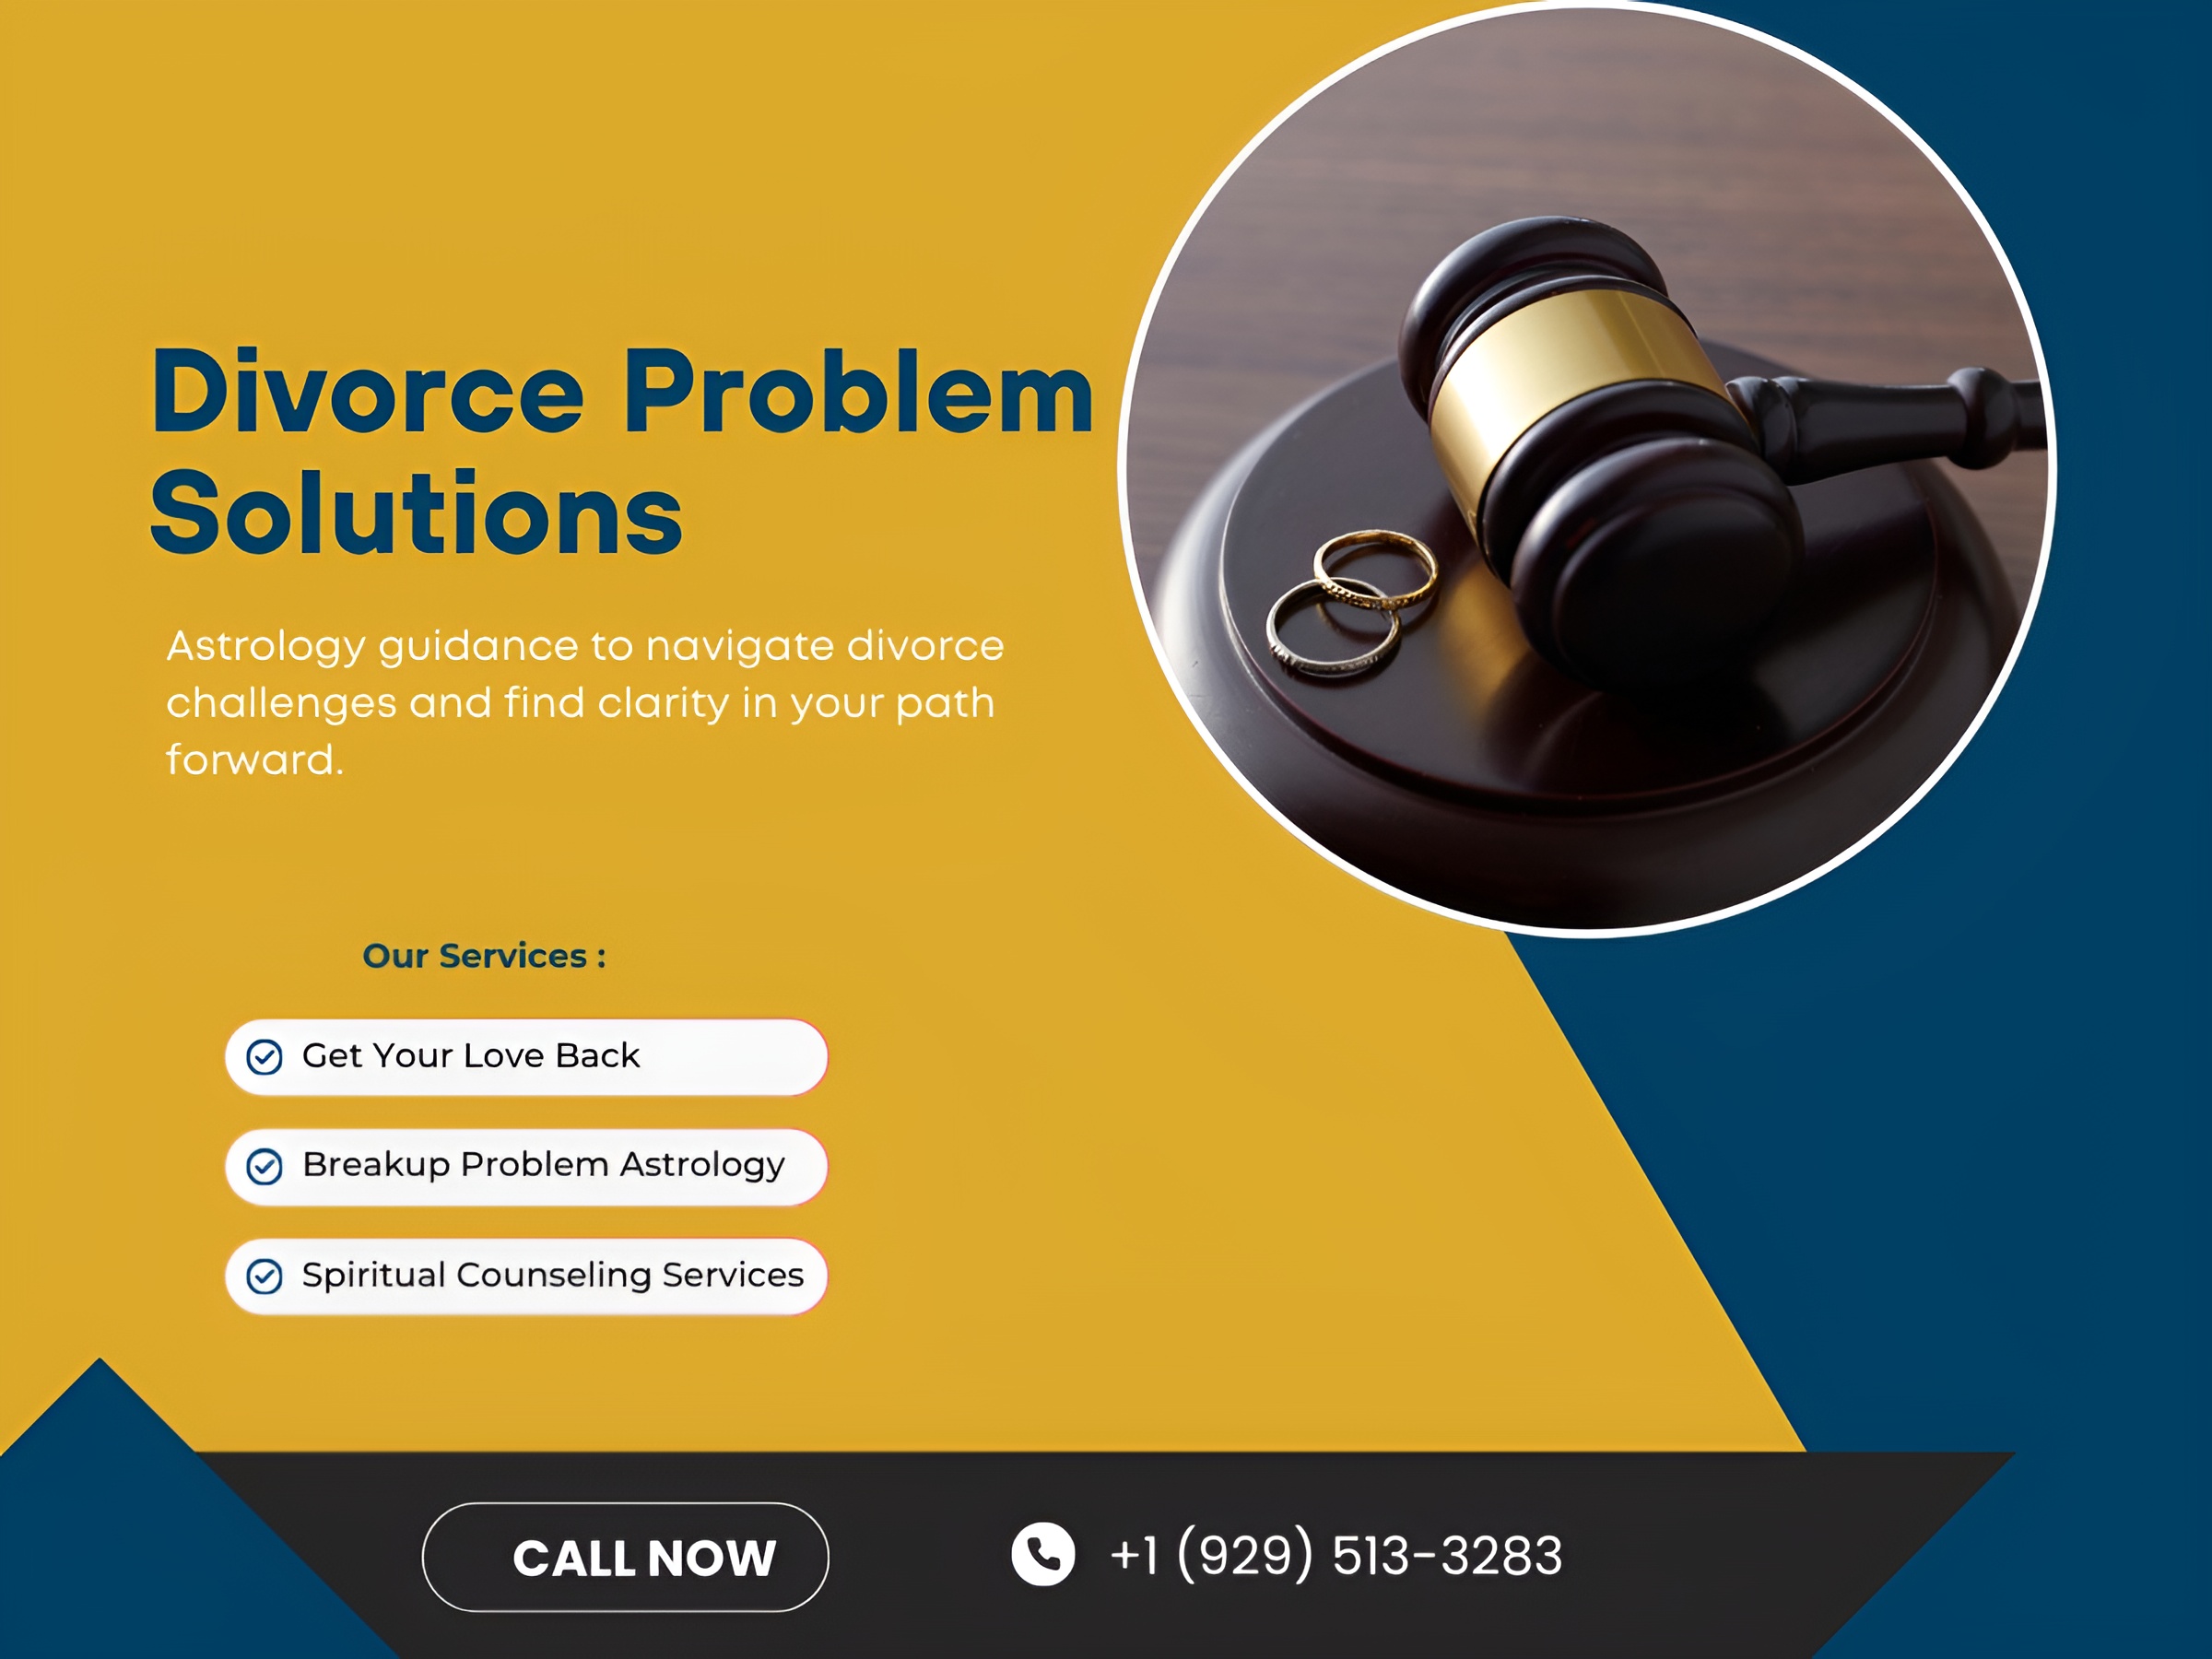 Divorce Problem
Solutions
Astrology guidance to navigate divorce
challenges and find clarity in your path
forward.
Our Services :
Get Your Love Back
Breakup Problem Astrology
Spiritual Counseling Services
CALL NOW
+1 (929) 513-3283